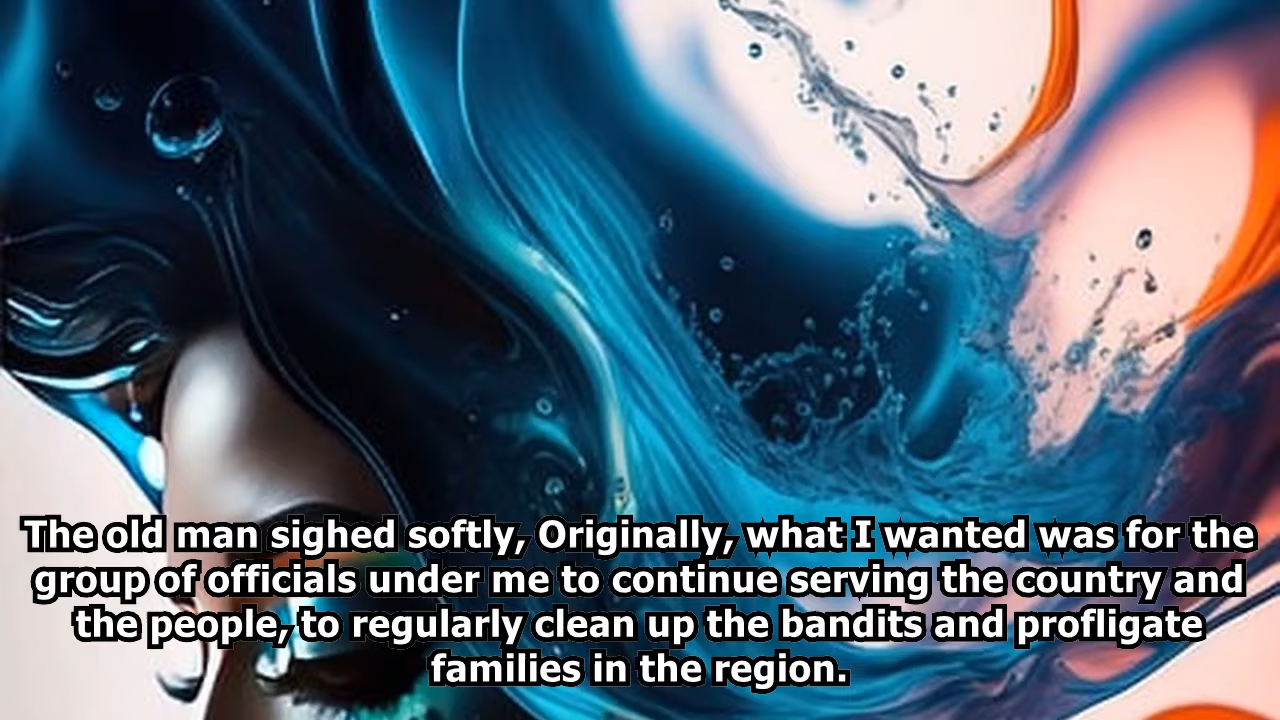 The old man sighed softly, Originally, what I wanted was for the
group of officials under me to continue serving the country and
the people, to regularly clean up the bandits and profligate
families in the region.